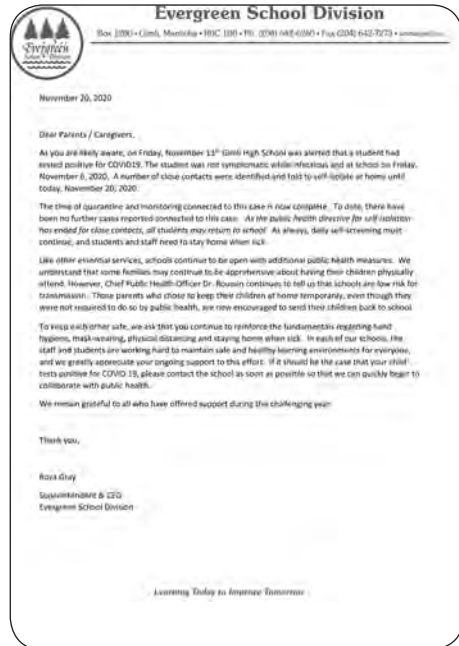 Evergreen School Division
Box 1200 • Gimli, Manitoba • R0C 1B0 • Ph. (204) 642-6260 • Fax (204) 642-7273 •
Evergreen
School Division
November 20, 2020
Dear Parents / Caregivers,
As you are likely aware, on Friday, November 13th Gimli High School was alerted that a student had
tested positive for COVID19. The student was not symptomatic while infectious and at school on Friday,
November 6, 2020. A number of close contacts were identified and told to self-isolate at home until
today, November 20, 2020.
The time of quarantine and monitoring connected to this case is now complete. To date, there have
been no further cases reported connected to this case. As the public health directive for self-isolation
has ended for close contacts, all students may return to school. As always, daily self-screening must
continue, and students and staff need to stay home when sick.
Like other essential services, schools continue to be open with additional public health measures. We
understand that some families may continue to be apprehensive about having their children physically
attend. However, Chief Public Health Officer Dr. Roussin continues to tell us that schools are low risk for
transmission. Those parents who chose to keep their children at home temporarily, even though they
were not required to do so by public health, are now encouraged to send their children back to school.
To keep each other safe, we ask that you continue to reinforce the fundamentals regarding hand
hygiene, mask-wearing, physical distancing and staying home when sick. In each of our schools, the
staff and students are working hard to maintain safe and healthy learning environments for everyone,
and we greatly appreciate your ongoing support to this effort. If it should be the case that your child
tests positive for COVID 19, please contact the school as soon as possible so that we can quickly begin to
collaborate with public health.
We remain grateful to all who have offered support during this challenging year.
Thank you,
Roza Gray
Superintendent & CEO
Evergreen School Division
Learning Today to Improve Tomorrow